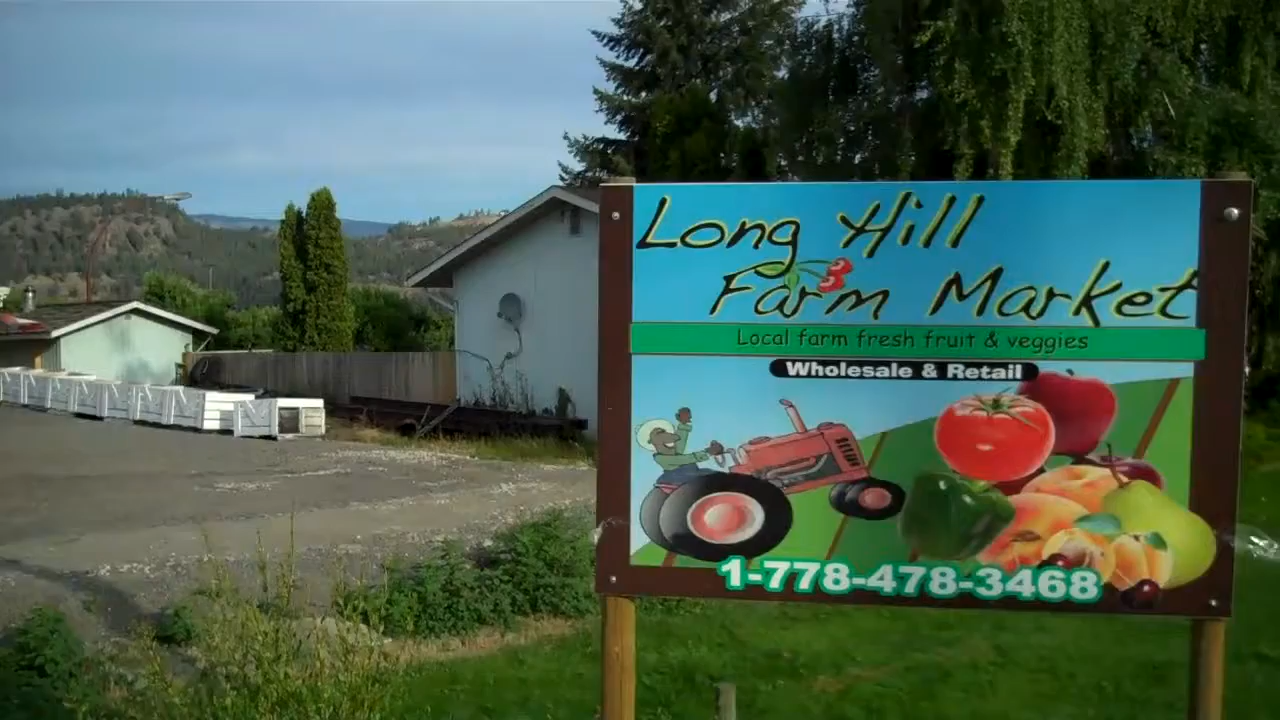 Long Hill
Farm Market
Local farm fresh fruit & veggies
Wholesale & Retail
1-778-478-3468